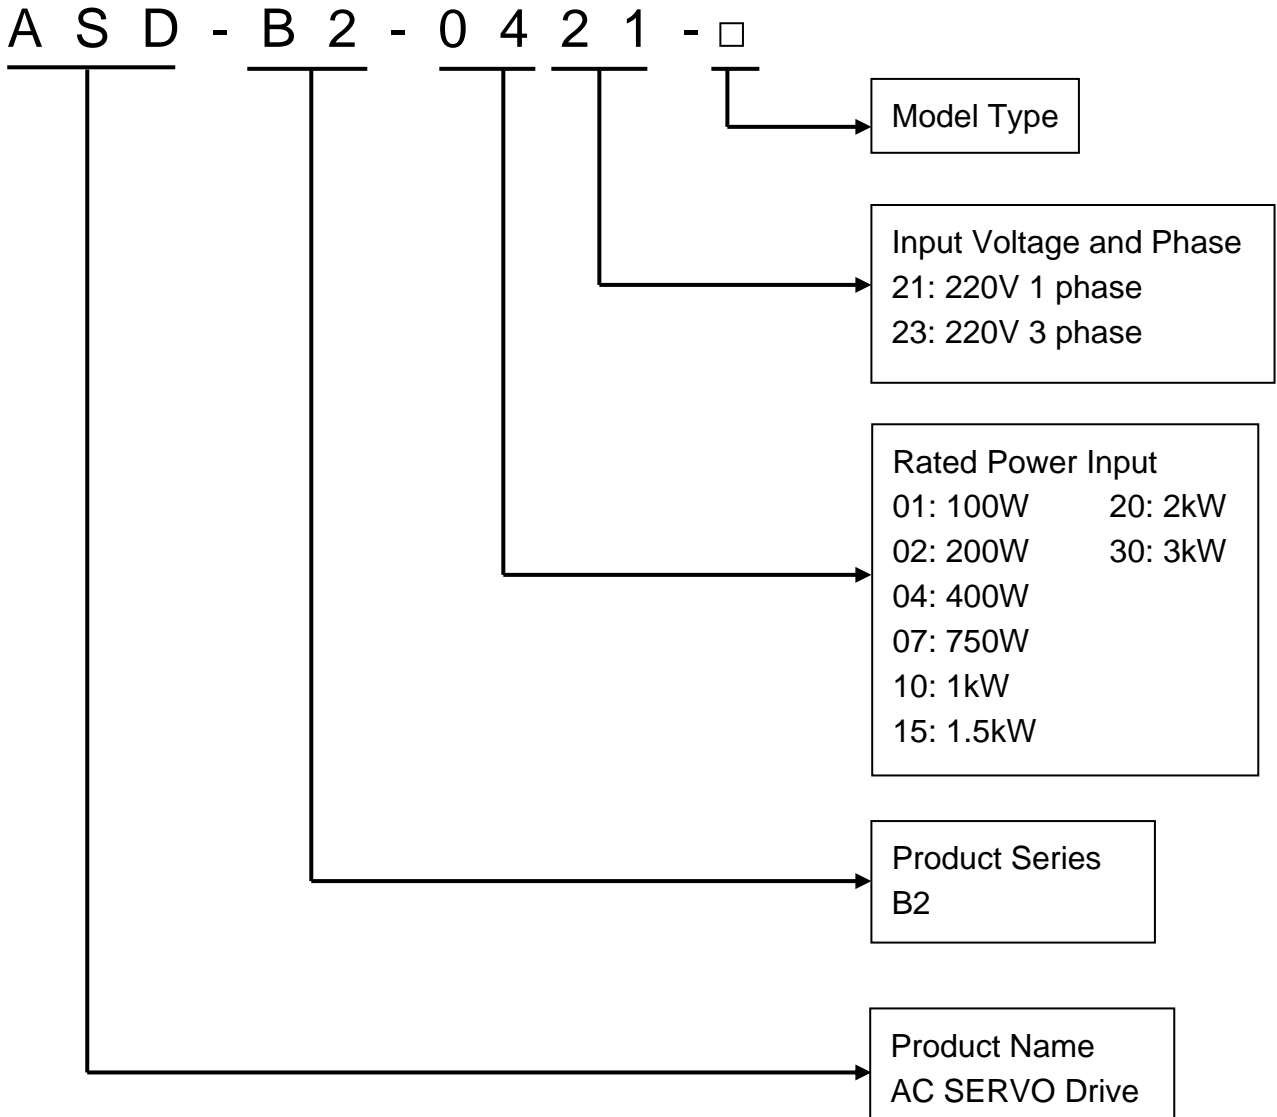 A S D - B 2 - 0 4 2 1 - □
Model Type
Input Voltage and Phase
21: 220V 1 phase
23: 220V 3 phase
Rated Power Input
01: 100W 20: 2kW
02: 200W 30: 3kW
04: 400W
07: 750W
10: 1kW
15: 1.5kW
Product Series
B2
Product Name
AC SERVO Drive